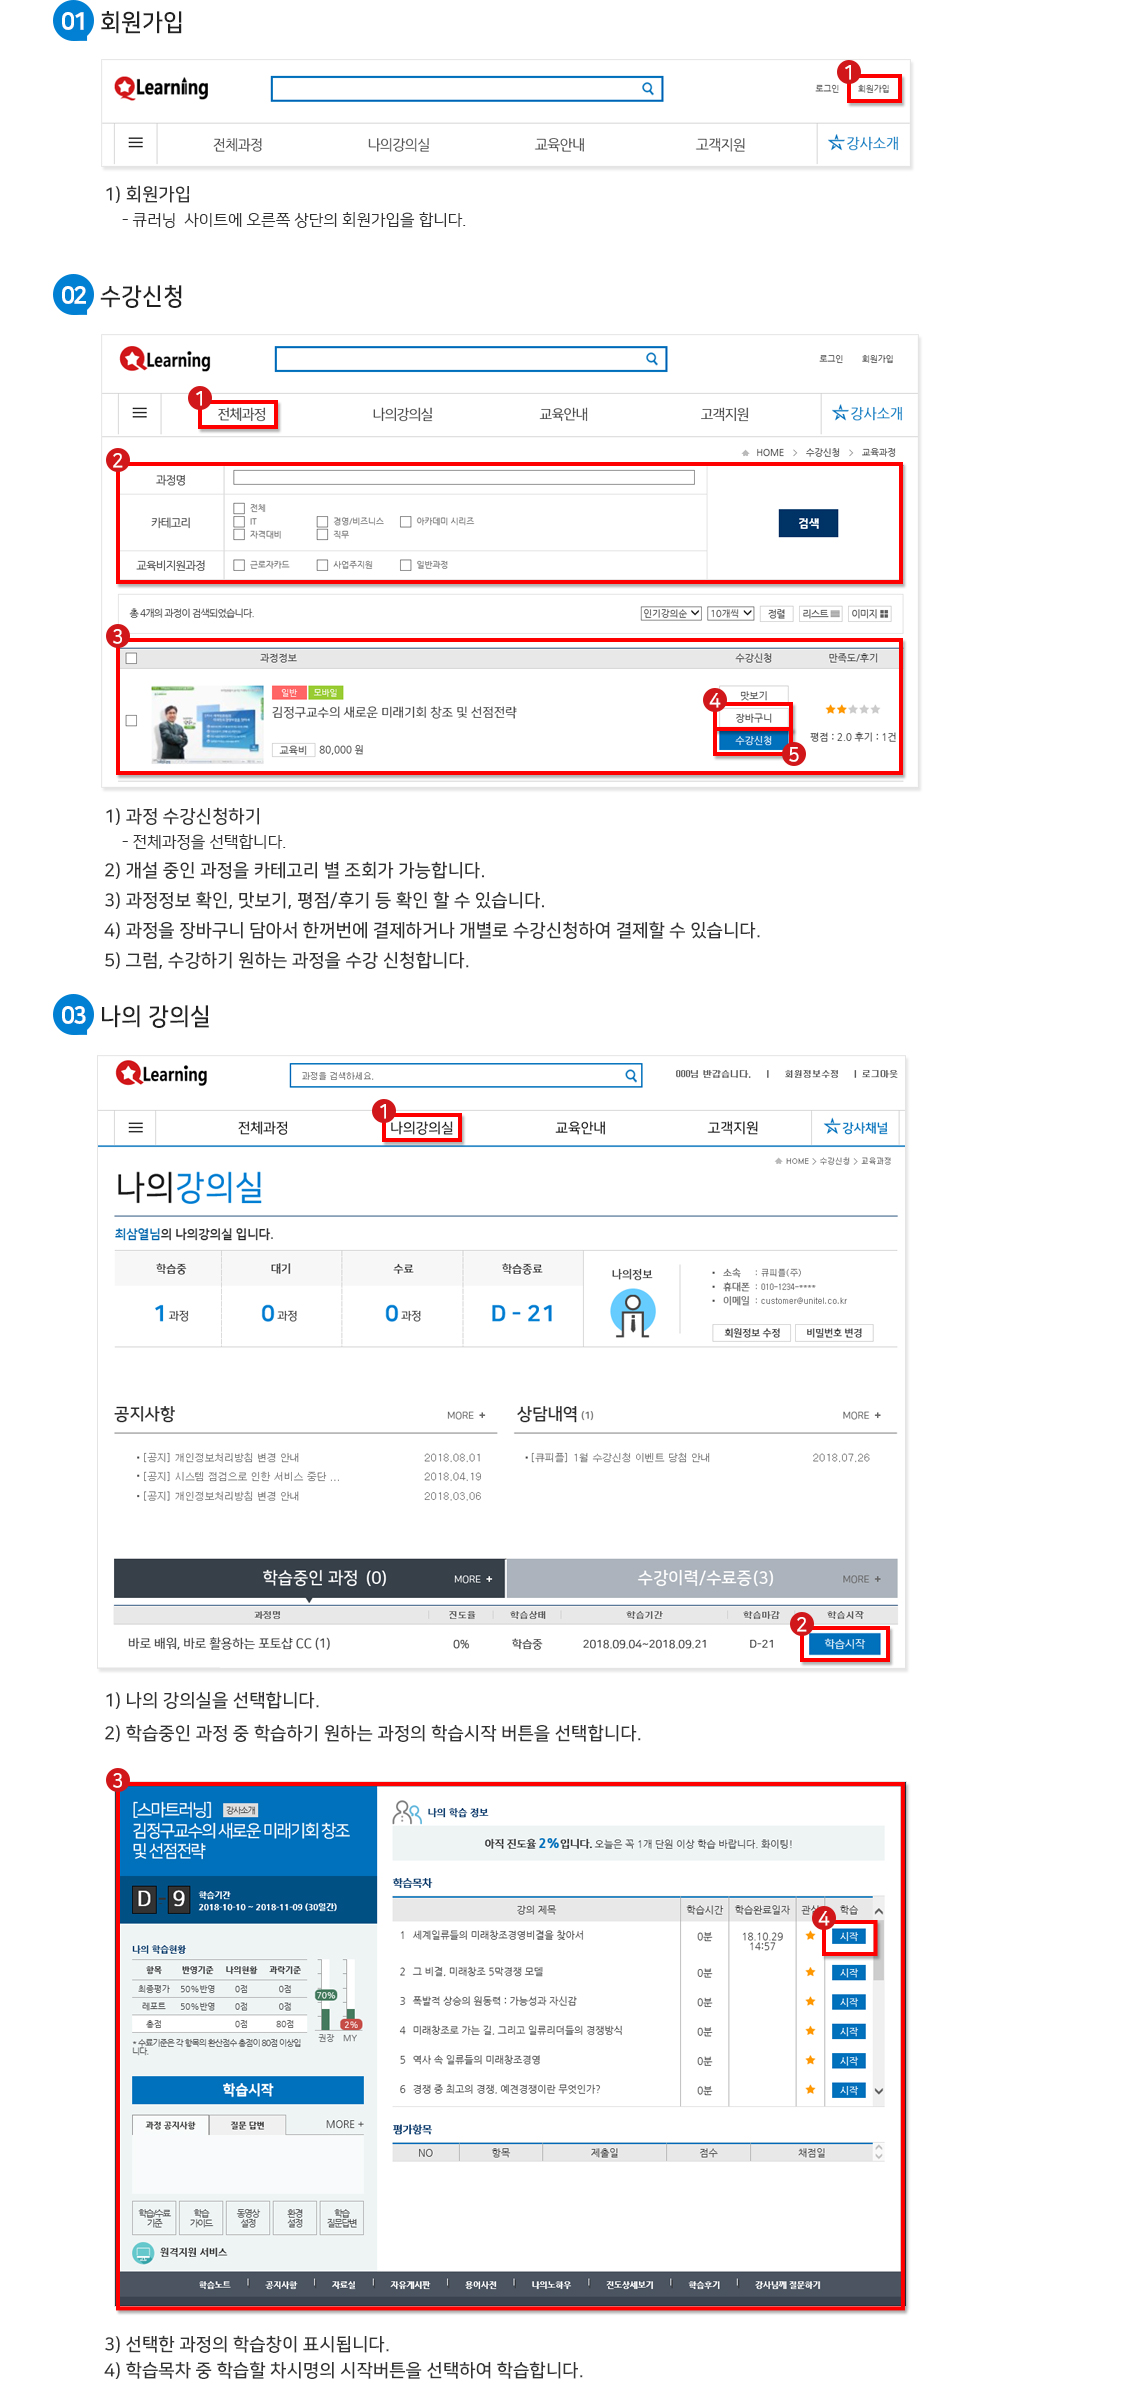 01 회원가입
QLearning
로그인 회원가입
1
전체과정 나의강의실 교육안내 고객지원 강사소개
1) 회원가입
- 큐러닝 사이트에 오른쪽 상단의 회원가입을 합니다.
02 수강신청
QLearning
로그인 회원가입
1
전체과정 나의강의실 교육안내 고객지원 강사소개
HOME > 수강신청 > 교육과정
2
과정명
카테고리
전체
IT 경영/비즈니스 아카데미 시리즈
자격대비 직무
검색
교육비지원과정 근로자카드 사업주지원 일반과정
총 4개의 과정이 검색되었습니다.
인기강의순 10개씩 정렬 리스트 이미지
3
과정정보 수강신청 만족도/후기
일반 모바일
김정구교수의 새로운 미래기회 창조 및 선점전략
교육비 80,000 원
맛보기
4
장바구니
수강신청
5
평점 : 2.0 후기 : 1건
1) 과정 수강신청하기
- 전체과정을 선택합니다.
2) 개설 중인 과정을 카테고리 별 조회가 가능합니다.
3) 과정정보 확인, 맛보기, 평점/후기 등 확인 할 수 있습니다.
4) 과정을 장바구니 담아서 한꺼번에 결제하거나 개별로 수강신청하여 결제할 수 있습니다.
5) 그럼, 수강하기 원하는 과정을 수강 신청합니다.
03 나의 강의실
QLearning
과정을 검색하세요.
000님 반갑습니다. | 회원정보수정 | 로그아웃
1
전체과정 나의강의실 교육안내 고객지원 강사채널
HOME > 수강신청 > 교육과정
나의강의실
최삼열님의 나의강의실 입니다.
학습중 대기 수료 학습종료
1 과정 0 과정 0 과정 D - 21
나의정보
• 소속 : 큐피플(주)
• 휴대폰 : 010-1234-****
• 이메일 : customer@unitel.co.kr
회원정보 수정 비밀번호 변경
공지사항 MORE +
• [공지] 개인정보처리방침 변경 안내 2018.08.01
• [공지] 시스템 점검으로 인한 서비스 중단 ... 2018.04.19
• [공지] 개인정보처리방침 변경 안내 2018.03.06
상담내역 (1) MORE +
• [큐피플] 1월 수강신청 이벤트 당첨 안내 2018.07.26
학습중인 과정 (0) MORE + 수강이력/수료증(3) MORE +
과정명 진도율 학습상태 학습기간 학습마감 학습시작
2
바로 배워, 바로 활용하는 포토샵 CC (1) 0% 학습중 2018.09.04~2018.09.21 D-21 학습시작
1) 나의 강의실을 선택합니다.
2) 학습중인 과정 중 학습하기 원하는 과정의 학습시작 버튼을 선택합니다.
3
[스마트러닝] 강사소개
김정구교수의 새로운 미래기회 창조
및 선점전략
D - 9 학습기간
2018-10-10 ~ 2018-11-09 (30일간)
나의 학습현황
항목 반영기준 나의현황 과락기준
최종평가 50%반영 0점 0점
레포트 50%반영 0점 0점
총점 0점 80점
70%
2%
권장 MY
* 수료기준은 각 항목의 환산점수 총점이 80점 이상입
니다.
학습시작
과정 공지사항 질문 답변 MORE +
학습/수료 기준
학습 가이드
동영상 설정
환경 설정
학습 질문답변
원격지원 서비스
나의 학습 정보
아직 진도율 2%입니다. 오늘은 꼭 1개 단원 이상 학습 바랍니다. 화이팅!
학습목차
강의 제목 학습시간 학습완료일자 관심 학습
4
1 세계일류들의 미래창조경영비결을 찾아서 0분 18.10.29 14:57 시작
2 그 비결, 미래창조 5막경쟁 모델 0분 시작
3 폭발적 상승의 원동력 : 가능성과 자신감 0분 시작
4 미래창조로 가는 길, 그리고 일류리더들의 경쟁방식 0분 시작
5 역사 속 일류들의 미래창조경영 0분 시작
6 경쟁 중 최고의 경쟁, 예견경쟁이란 무엇인가? 0분 시작
평가항목
NO 항목 제출일 점수 채점일
학습노트 | 공지사항 | 자료실 | 자유게시판 | 용어사전 | 나의노하우 | 진도상세보기 | 학습후기 | 강사님께 질문하기
3) 선택한 과정의 학습창이 표시됩니다.
4) 학습목차 중 학습할 차시명의 시작버튼을 선택하여 학습합니다.